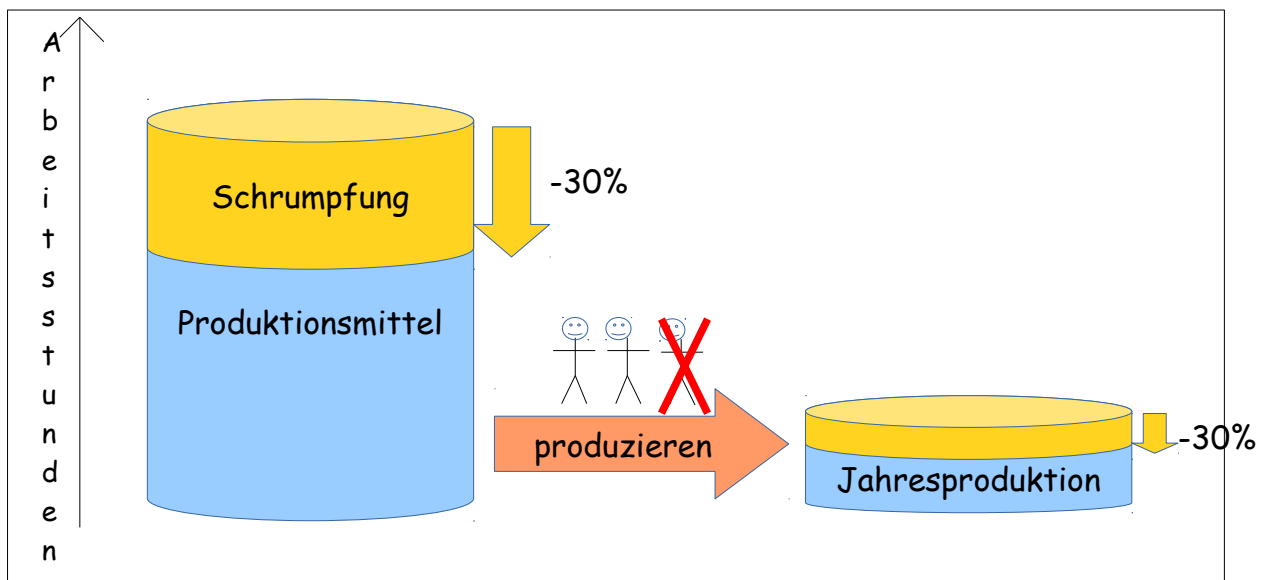 Arbeitsstunden
Schrumpfung
-30%
Produktionsmittel
produzieren
-30%
Jahresproduktion